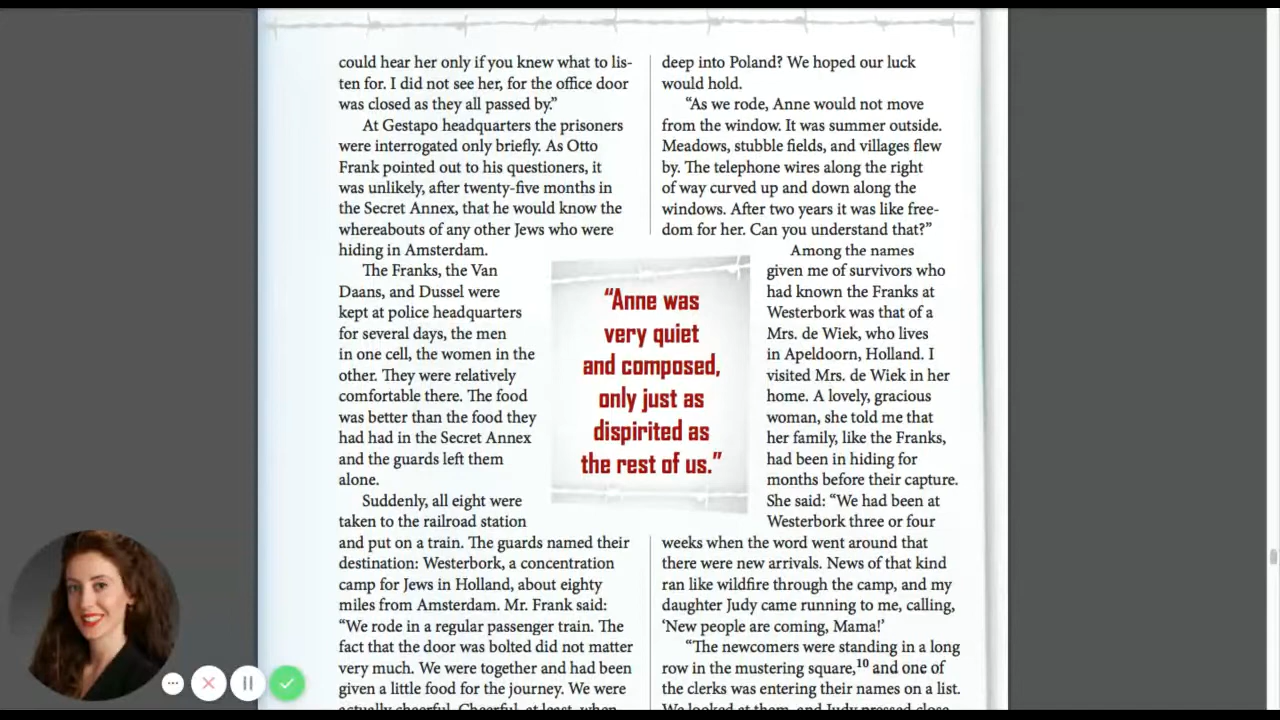 could hear her only if you knew what to lis-
ten for. I did not see her, for the office door
was closed as they all passed by.”
At Gestapo headquarters the prisoners
were interrogated only briefly. As Otto
Frank pointed out to his questioners, it
was unlikely, after twenty-five months in
the Secret Annex, that he would know the
whereabouts of any other Jews who were
hiding in Amsterdam.
The Franks, the Van
Daans, and Dussel were
kept at police headquarters
for several days, the men
in one cell, the women in the
other. They were relatively
comfortable there. The food
was better than the food they
had had in the Secret Annex
and the guards left them
alone.
Suddenly, all eight were
taken to the railroad station
and put on a train. The guards named their
destination: Westerbork, a concentration
camp for Jews in Holland, about eighty
miles from Amsterdam. Mr. Frank said:
“We rode in a regular passenger train. The
fact that the door was bolted did not matter
very much. We were together and had been
given a little food for the journey. We were
actually cheerful. Cheerful, at least, when
“Anne was
very quiet
and composed,
only just as
dispirited as
the rest of us.”
deep into Poland? We hoped our luck
would hold.
“As we rode, Anne would not move
from the window. It was summer outside.
Meadows, stubble fields, and villages flew
by. The telephone wires along the right
of way curved up and down along the
windows. After two years it was like free-
dom for her. Can you understand that?”
Among the names
given me of survivors who
had known the Franks at
Westerbork was that of a
Mrs. de Wiek, who lives
in Apeldoorn, Holland. I
visited Mrs. de Wiek in her
home. A lovely, gracious
woman, she told me that
her family, like the Franks,
had been in hiding for
months before their capture.
She said: “We had been at
Westerbork three or four
weeks when the word went around that
there were new arrivals. News of that kind
ran like wildfire through the camp, and my
daughter Judy came running to me, calling,
‘New people are coming, Mama!’
“The newcomers were standing in a long
row in the mustering square,10 and one of
the clerks was entering their names on a list.
We looked at them, and Judy pressed close